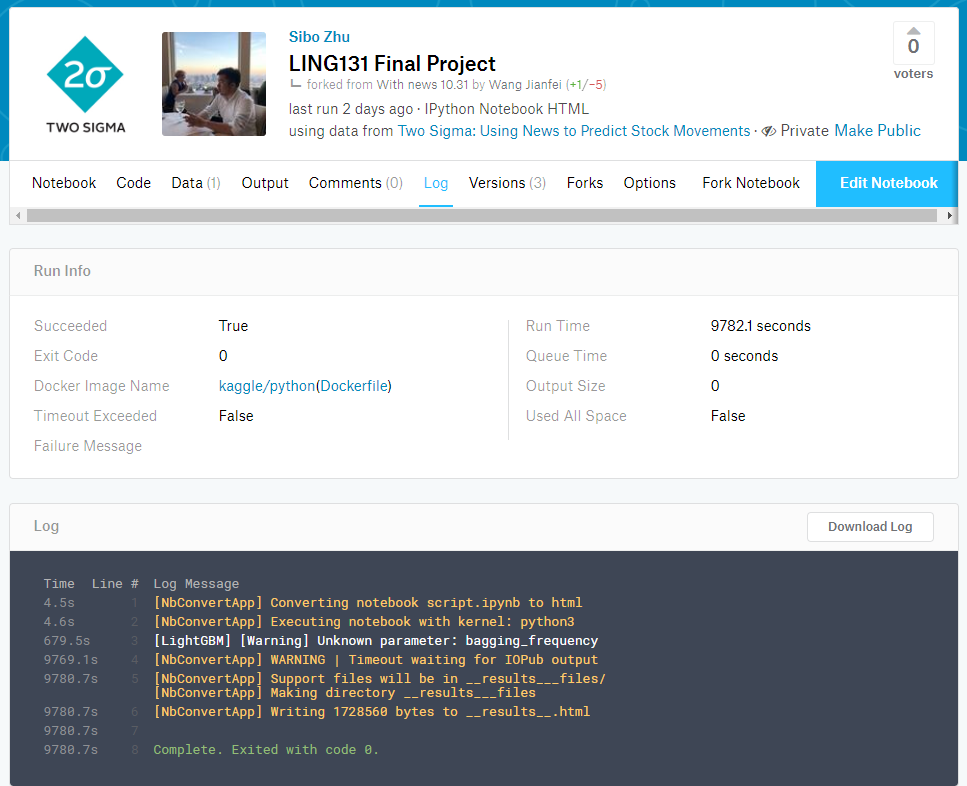 2σ
TWO SIGMA
Sibo Zhu
LING131 Final Project
forked from With news 10.31 by Wang Jianfei (+1/−5)
last run 2 days ago · IPython Notebook HTML
using data from Two Sigma: Using News to Predict Stock Movements · Private Make Public
0
voters
Notebook Code Data (1) Output Comments (0) Log Versions (3) Forks Options Fork Notebook Edit Notebook
Run Info
Succeeded True Run Time 9782.1 seconds
Exit Code 0 Queue Time 0 seconds
Docker Image Name kaggle/python(Dockerfile) Output Size 0
Timeout Exceeded False Used All Space False
Failure Message
Log Download Log
Time Line # Log Message
4.5s 1 [NbConvertApp] Converting notebook script.ipynb to html
4.6s 2 [NbConvertApp] Executing notebook with kernel: python3
679.5s 3 [LightGBM] [Warning] Unknown parameter: bagging_frequency
9769.1s 4 [NbConvertApp] WARNING | Timeout waiting for IOPub output
9780.7s 5 [NbConvertApp] Support files will be in __results___files/
[NbConvertApp] Making directory __results___files
9780.7s 6 [NbConvertApp] Writing 1728560 bytes to __results__.html
9780.7s 7
9780.7s 8 Complete. Exited with code 0.